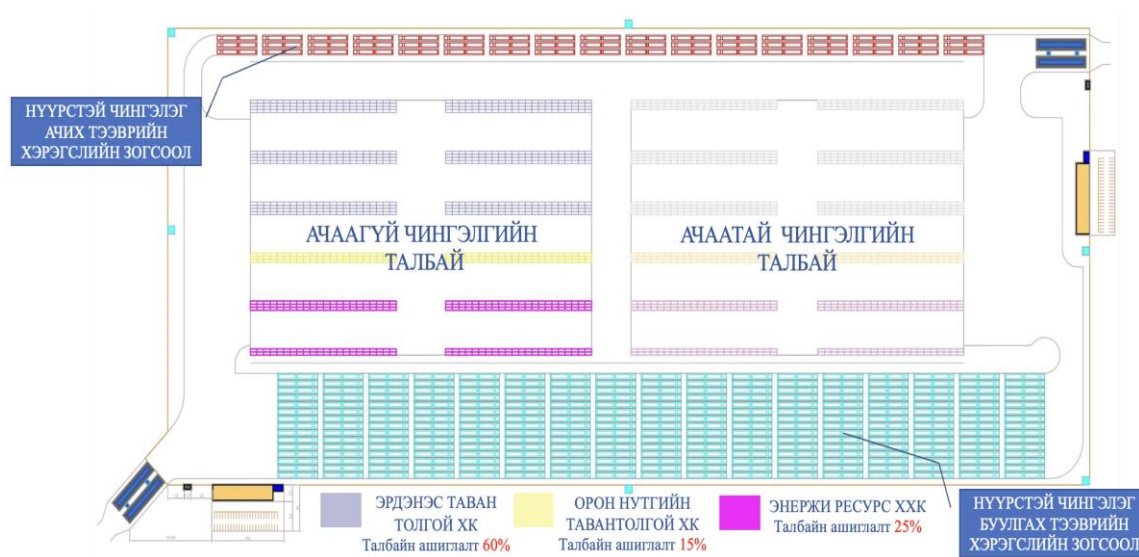 НҮҮРСТЭЙ ЧИНГЭЛЭГ
АЧИХ ТЭЭВРИЙН
ХЭРЭГСЛИЙН ЗОГСООЛ
АЧААГҮЙ ЧИНГЭЛГИЙН
ТАЛБАЙ
АЧААТАЙ ЧИНГЭЛГИЙН
ТАЛБАЙ
ЭРДЭНЭС ТАВАН
ТОЛГОЙ ХК
Талбайн ашиглалт 60%
ОРОН НУТГИЙН
ТАВАНТОЛГОЙ ХК
Талбайн ашиглалт 15%
ЭНЕРЖИ РЕСУРС ХХК
Талбайн ашиглалт 25%
НҮҮРСТЭЙ ЧИНГЭЛЭГ
БУУЛГАХ ТЭЭВРИЙН
ХЭРЭГСЛИЙН ЗОГСООЛ